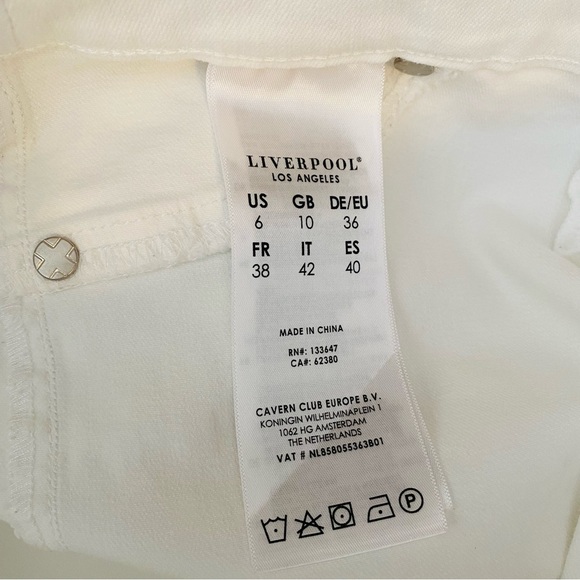 LIVERPOOL®
LOS ANGELES
US GB DE/EU
6 10 36
FR IT ES
38 42 40
MADE IN CHINA
RN#: 133647
CA#: 62380
CAVERN CLUB EUROPE B.V.
KONINGIN WILHELMINAPLEIN 1
1062 HG AMSTERDAM
THE NETHERLANDS
VAT # NL858055363B01
P